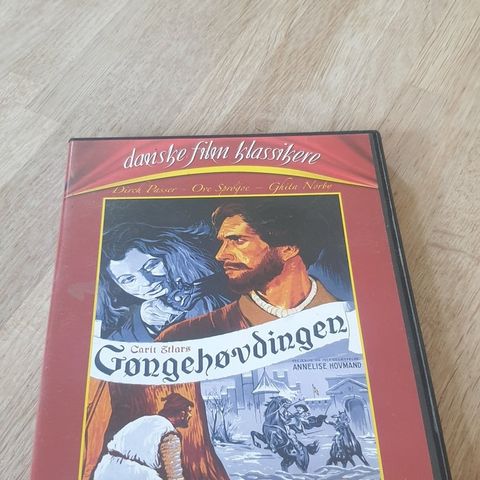 danske film klassikere
Dirch Passer – Ove Sprogøe – Ghita Nørby
Carit Etlars
Gøngehøvdingen
ANNELISE HOVMAND